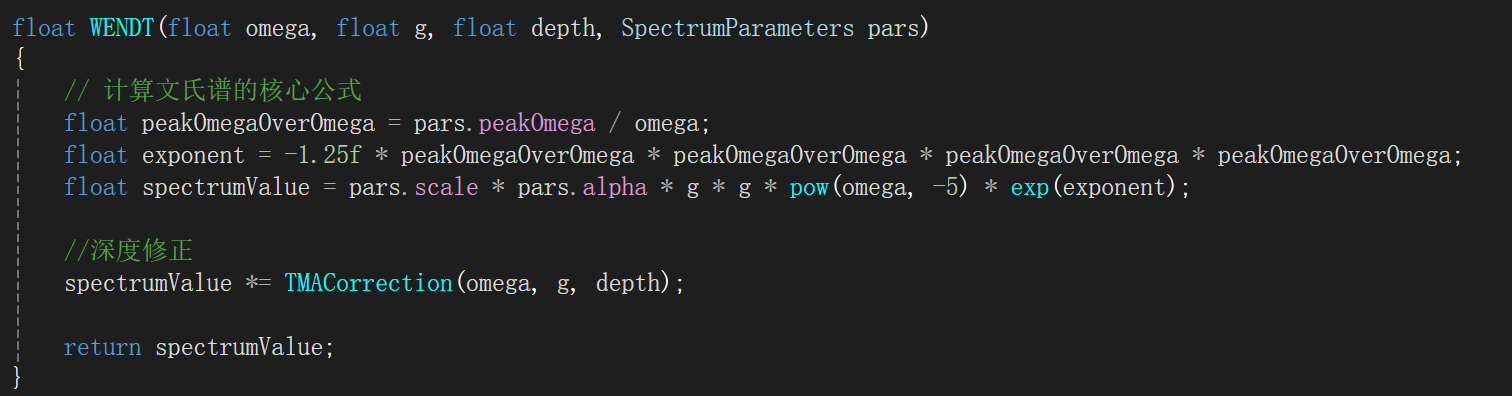 float WENDT(float omega, float g, float depth, SpectrumParameters pars)
{
// 计算文氏谱的核心公式
float peakOmegaOverOmega = pars.peakOmega / omega;
float exponent = -1.25f * peakOmegaOverOmega * peakOmegaOverOmega * peakOmegaOverOmega * peakOmegaOverOmega;
float spectrumValue = pars.scale * pars.alpha * g * g * pow(omega, -5) * exp(exponent);
//深度修正
spectrumValue *= TMACorrection(omega, g, depth);
return spectrumValue;
}